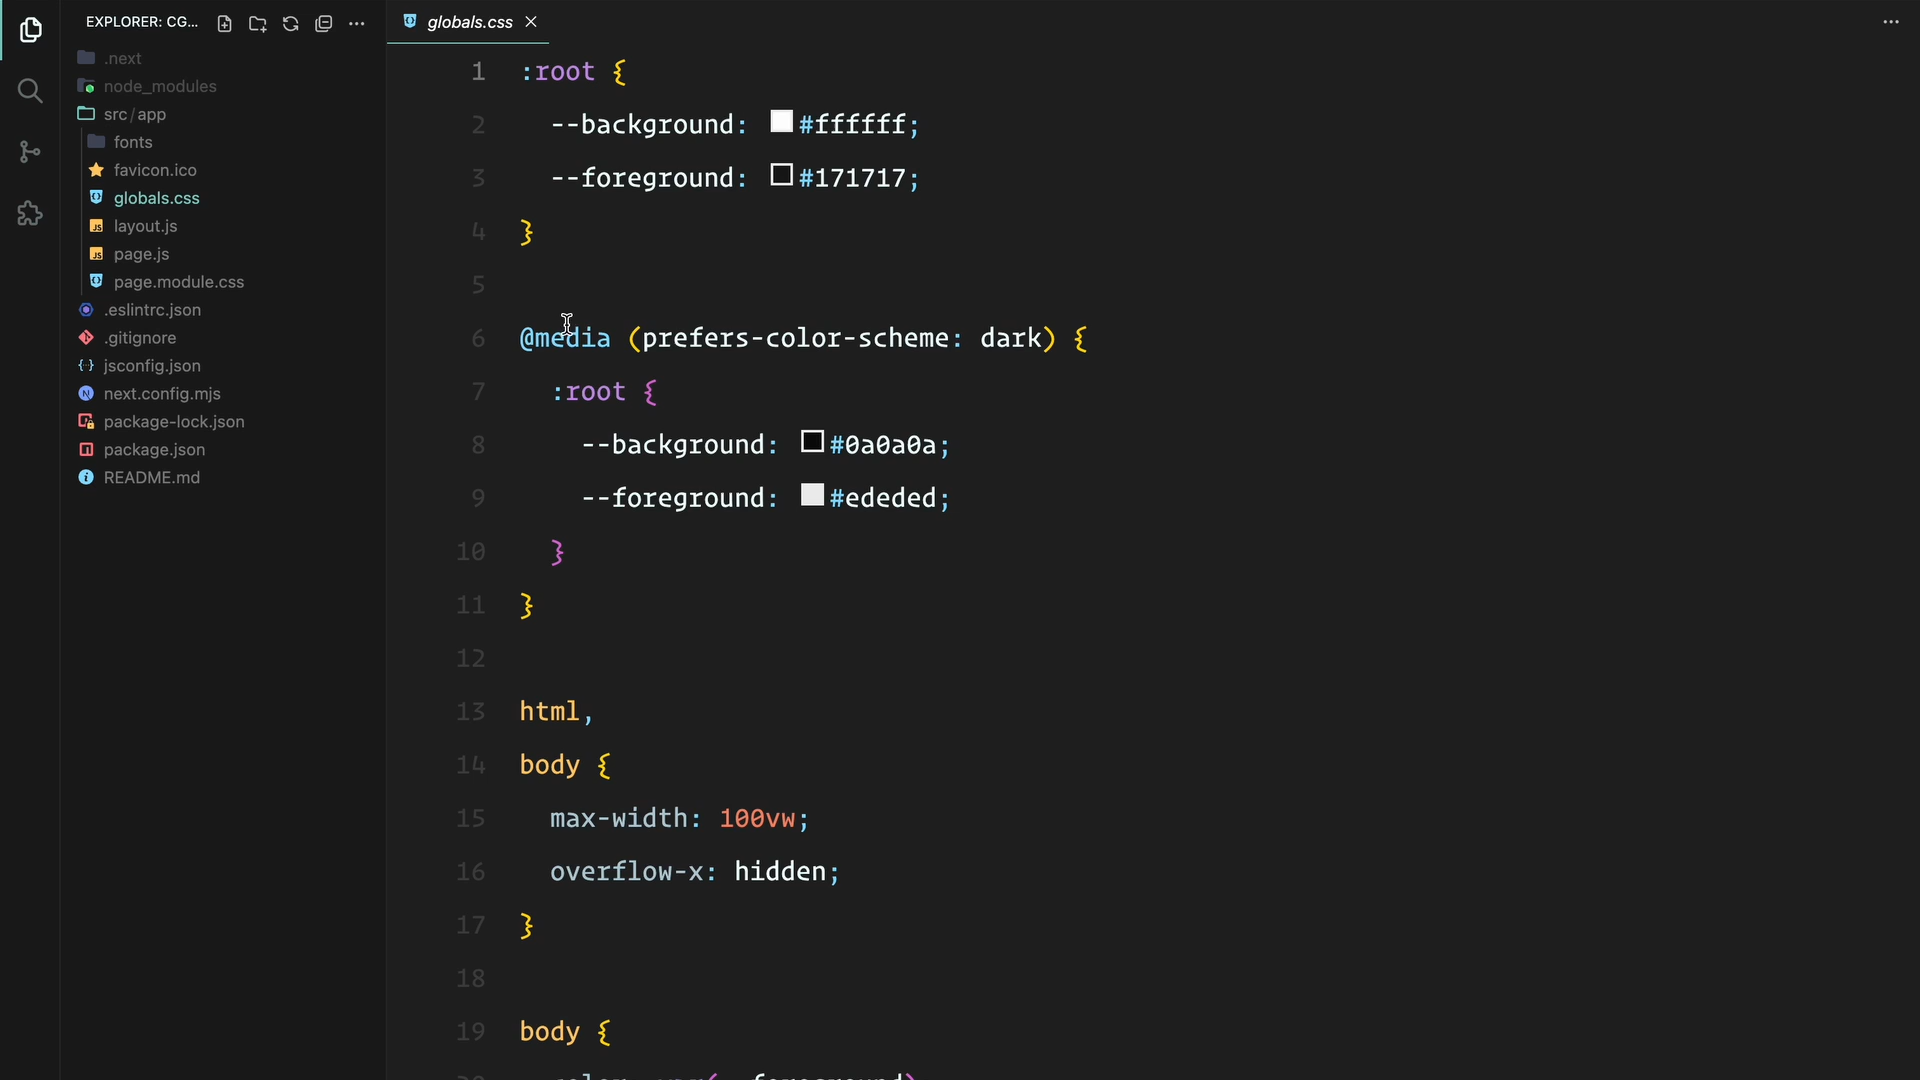 EXPLORER: CG...
.next
node_modules
src/app
fonts
favicon.ico
globals.css
layout.js
page.js
page.module.css
.eslintrc.json
.gitignore
jsconfig.json
next.config.mjs
package-lock.json
package.json
README.md
globals.css
1 :root {
2 --background: #ffffff;
3 --foreground: #171717;
4 }
5
6 @media (prefers-color-scheme: dark) {
7 :root {
8 --background: #0a0a0a;
9 --foreground: #ededed;
10 }
11 }
12
13 html,
14 body {
15 max-width: 100vw;
16 overflow-x: hidden;
17 }
18
19 body {